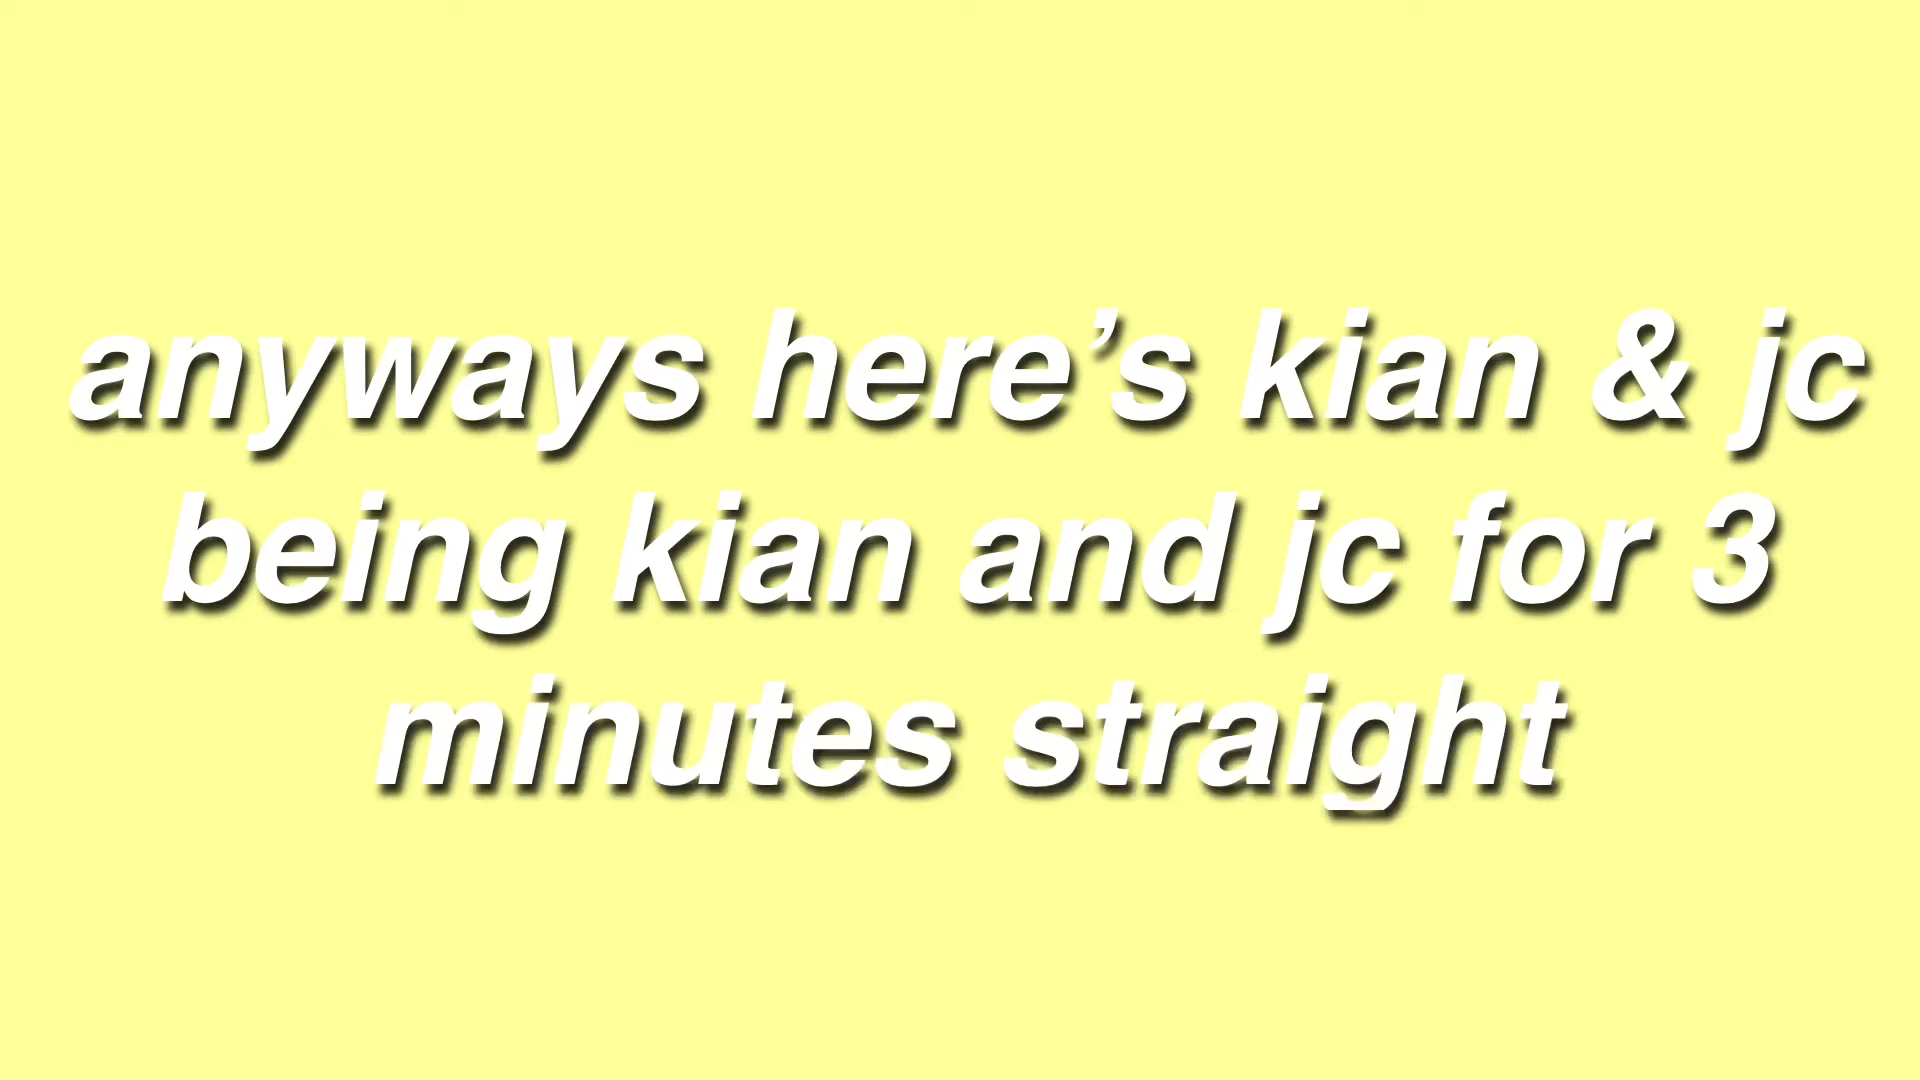 anyways here’s kian & jc
being kian and jc for 3
minutes straight